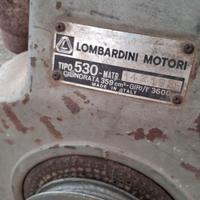 LOMBARDINI MOTORI
TIPO 530-MATR.
CILINDRATA 359 cm³-GIRI/1' 3600
MADE IN ITALY